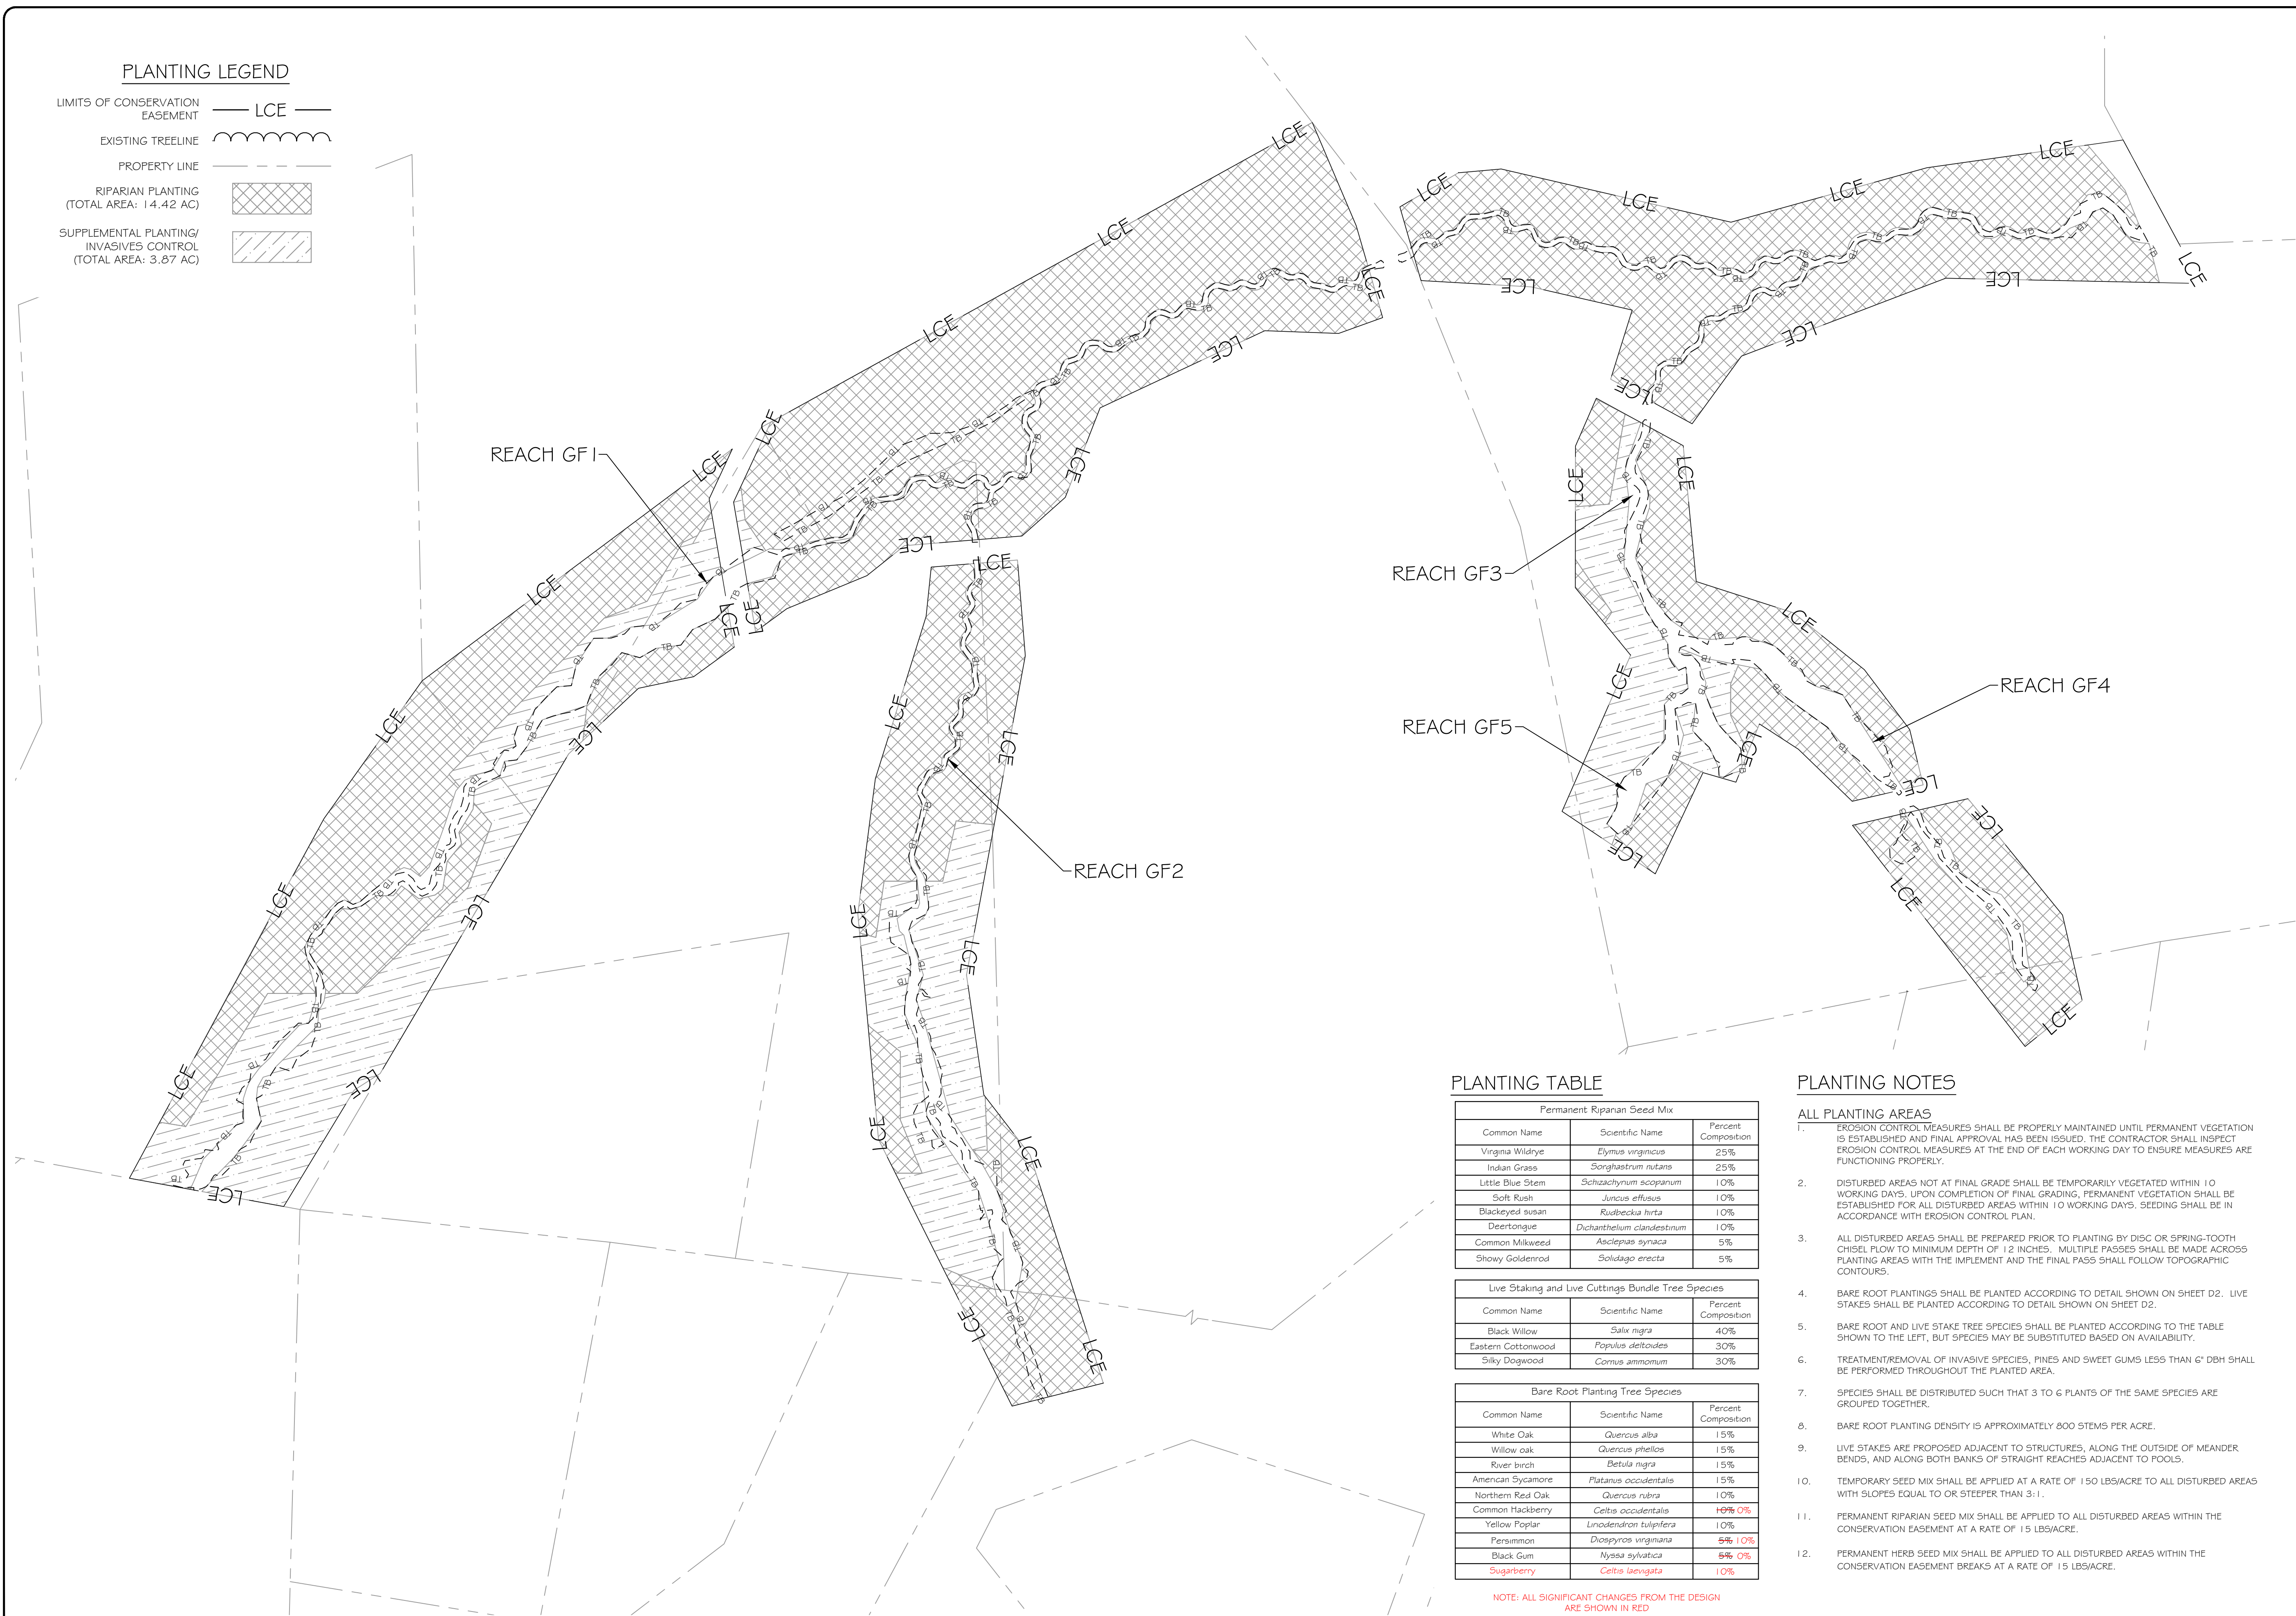 PLANTING LEGEND
LIMITS OF CONSERVATION
EASEMENT
LCE
EXISTING TREELINE
PROPERTY LINE
RIPARIAN PLANTING
(TOTAL AREA: 14.42 AC)
SUPPLEMENTAL PLANTING/
INVASIVES CONTROL
(TOTAL AREA: 3.87 AC)
REACH GF1
REACH GF2
REACH GF3
REACH GF4
REACH GF5
PLANTING TABLE
Permanent Riparian Seed Mix
Common Name Scientific Name Percent Composition
Virginia Wildrye Elymus virginicus 25%
Indian Grass Sorghastrum nutans 25%
Little Blue Stem Schizachynum scoparium 10%
Soft Rush Juncus effusus 10%
Blackeyed susan Rudbeckia hirta 10%
Deertongue Dichanthelium clandestinum 10%
Common Milkweed Asclepias syriaca 5%
Showy Goldenrod Solidago erecta 5%
Live Staking and Live Cuttings Bundle Tree Species
Common Name Scientific Name Percent Composition
Black Willow Salix nigra 40%
Eastern Cottonwood Populus deltoides 30%
Silky Dogwood Cornus ammomum 30%
Bare Root Planting Tree Species
Common Name Scientific Name Percent Composition
White Oak Quercus alba 15%
Willow oak Quercus phellos 15%
River birch Betula nigra 15%
American Sycamore Platanus occidentalis 15%
Northern Red Oak Quercus rubra 10%
Common Hackberry Celtis occidentalis 10% 0%
Yellow Poplar Liriodendron tulipifera 10%
Persimmon Diospyros virginiana 5% 10%
Black Gum Nyssa sylvatica 5% 0%
Sugarberry Celtis laevigata 10%
NOTE: ALL SIGNIFICANT CHANGES FROM THE DESIGN
ARE SHOWN IN RED
PLANTING NOTES
ALL PLANTING AREAS
1. EROSION CONTROL MEASURES SHALL BE PROPERLY MAINTAINED UNTIL PERMANENT VEGETATION
IS ESTABLISHED AND FINAL APPROVAL HAS BEEN ISSUED. THE CONTRACTOR SHALL INSPECT
EROSION CONTROL MEASURES AT THE END OF EACH WORKING DAY TO ENSURE MEASURES ARE
FUNCTIONING PROPERLY.
2. DISTURBED AREAS NOT AT FINAL GRADE SHALL BE TEMPORARILY VEGETATED WITHIN 10
WORKING DAYS. UPON COMPLETION OF FINAL GRADING, PERMANENT VEGETATION SHALL BE
ESTABLISHED FOR ALL DISTURBED AREAS WITHIN 10 WORKING DAYS. SEEDING SHALL BE IN
ACCORDANCE WITH EROSION CONTROL PLAN.
3. ALL DISTURBED AREAS SHALL BE PREPARED PRIOR TO PLANTING BY DISC OR SPRING-TOOTH
CHISEL PLOW TO MINIMUM DEPTH OF 12 INCHES. MULTIPLE PASSES SHALL BE MADE ACROSS
PLANTING AREAS WITH THE IMPLEMENT AND THE FINAL PASS SHALL FOLLOW TOPOGRAPHIC
CONTOURS.
4. BARE ROOT PLANTINGS SHALL BE PLANTED ACCORDING TO DETAIL SHOWN ON SHEET D2. LIVE
STAKES SHALL BE PLANTED ACCORDING TO DETAIL SHOWN ON SHEET D2.
5. BARE ROOT AND LIVE STAKE TREE SPECIES SHALL BE PLANTED ACCORDING TO THE TABLE
SHOWN TO THE LEFT, BUT SPECIES MAY BE SUBSTITUTED BASED ON AVAILABILITY.
6. TREATMENT/REMOVAL OF INVASIVE SPECIES, PINES AND SWEET GUMS LESS THAN 6" DBH SHALL
BE PERFORMED THROUGHOUT THE PLANTED AREA.
7. SPECIES SHALL BE DISTRIBUTED SUCH THAT 3 TO 6 PLANTS OF THE SAME SPECIES ARE
GROUPED TOGETHER.
8. BARE ROOT PLANTING DENSITY IS APPROXIMATELY 800 STEMS PER ACRE.
9. LIVE STAKES ARE PROPOSED ADJACENT TO STRUCTURES, ALONG THE OUTSIDE OF MEANDER
BENDS, AND ALONG BOTH BANKS OF STRAIGHT REACHES ADJACENT TO POOLS.
10. TEMPORARY SEED MIX SHALL BE APPLIED AT A RATE OF 150 LBS/ACRE TO ALL DISTURBED AREAS
WITH SLOPES EQUAL TO OR STEEPER THAN 3:1.
11. PERMANENT RIPARIAN SEED MIX SHALL BE APPLIED TO ALL DISTURBED AREAS WITHIN THE
CONSERVATION EASEMENT AT A RATE OF 15 LBS/ACRE.
12. PERMANENT HERB SEED MIX SHALL BE APPLIED TO ALL DISTURBED AREAS WITHIN THE
CONSERVATION EASEMENT BREAKS AT A RATE OF 15 LBS/ACRE.